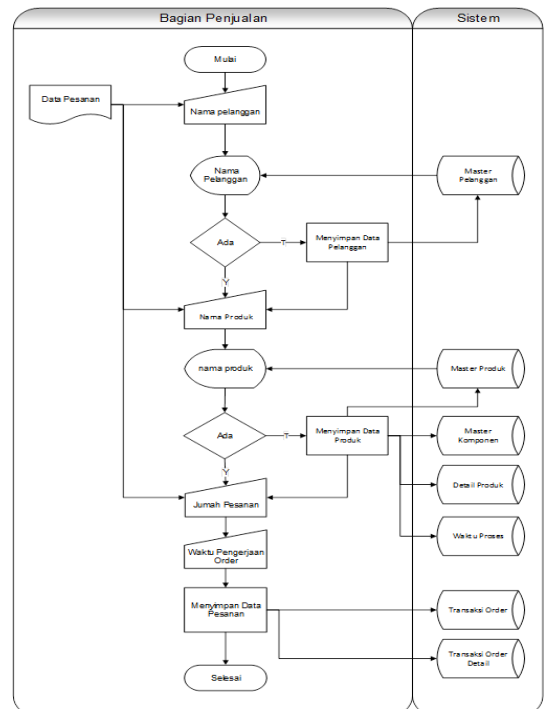 Bagian Penjualan
Sistem
Mulai
Data Pesanan
Nama pelanggan
Nama
Pelanggan
Master
Pelanggan
Ada
T
Menyimpan Data
Pelanggan
Y
Nama Produk
nama produk
Master Produk
Ada
T
Menyimpan Data
Produk
Master
Komponen
Y
Detail Produk
Jumah Pesanan
Waktu Proses
Waktu Pengerjaan
Order
Menyimpan Data
Pesanan
Transaksi Order
Transaksi Order
Detail
Selesai